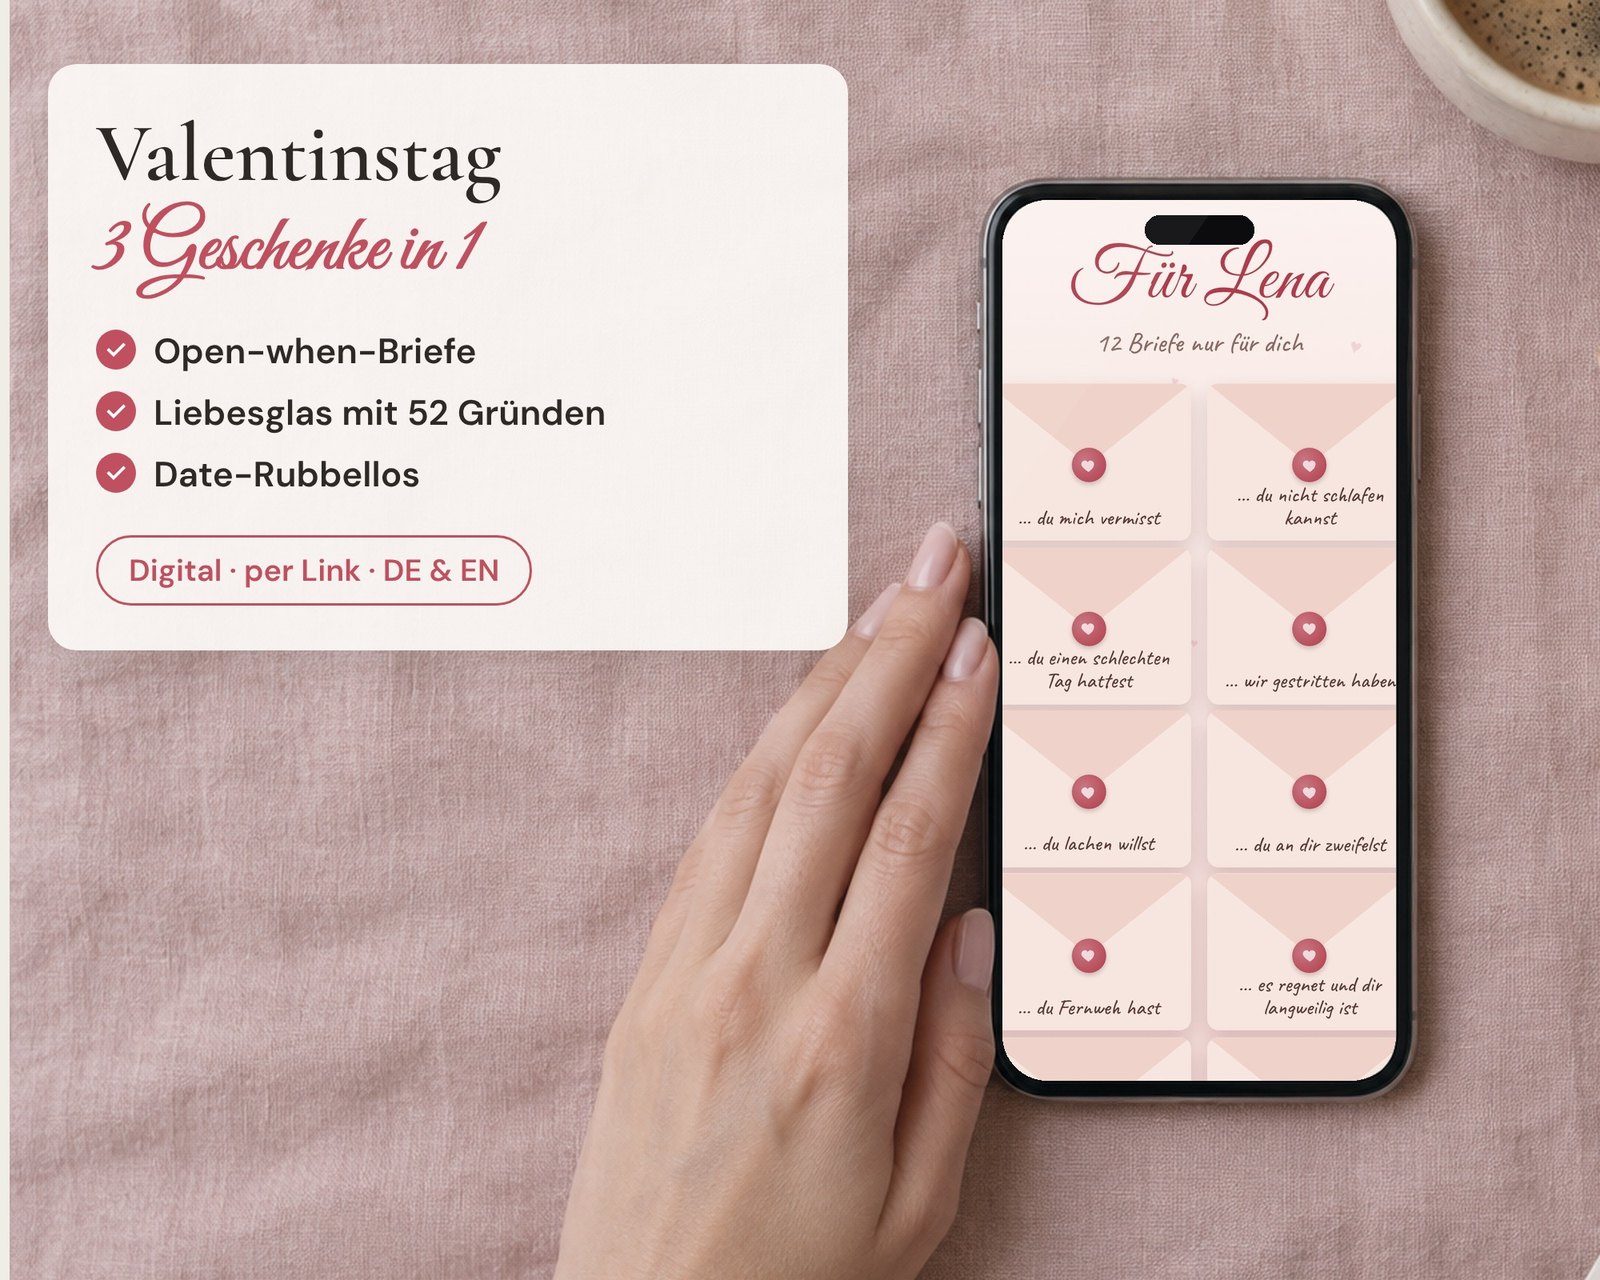 Valentinstag
3 Geschenke in 1
Open-when-Briefe
Liebesglas mit 52 Gründen
Date-Rubbellos
Digital · per Link · DE & EN
Für Lena
12 Briefe nur für dich
... du mich vermisst
... du nicht schlafen
kannst
... du einen schlechten
Tag hattest
... wir gestritten haben
... du lachen willst
... du an dir zweifelst
... du Fernweh hast
... es regnet und dir
langweilig ist